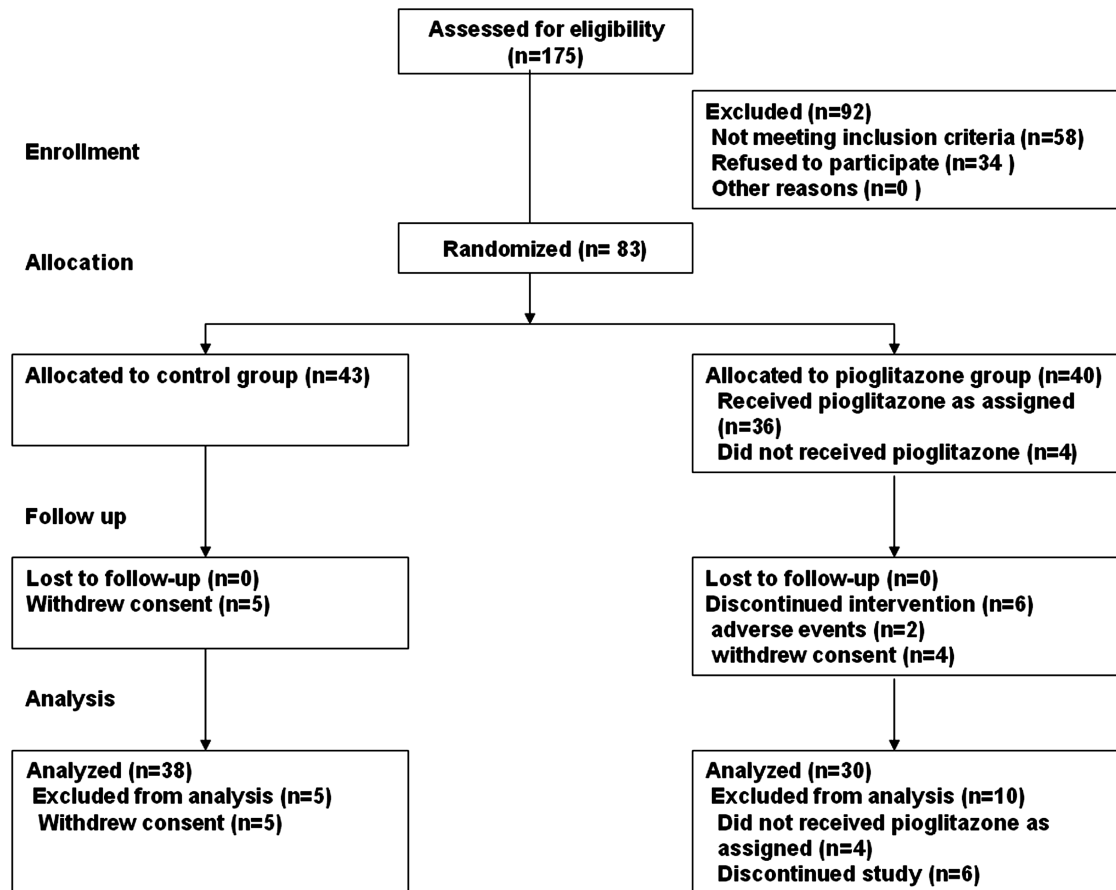 Assessed for eligibility
(n=175)
Enrollment
Excluded (n=92)
Not meeting inclusion criteria (n=58)
Refused to participate (n=34 )
Other reasons (n=0 )
Allocation
Randomized (n= 83)
Allocated to control group (n=43)
Allocated to pioglitazone group (n=40)
Received pioglitazone as assigned
(n=36)
Did not received pioglitazone (n=4)
Follow up
Lost to follow-up (n=0)
Withdrew consent (n=5)
Lost to follow-up (n=0)
Discontinued intervention (n=6)
adverse events (n=2)
withdrew consent (n=4)
Analysis
Analyzed (n=38)
Excluded from analysis (n=5)
Withdrew consent (n=5)
Analyzed (n=30)
Excluded from analysis (n=10)
Did not received pioglitazone as
assigned (n=4)
Discontinued study (n=6)